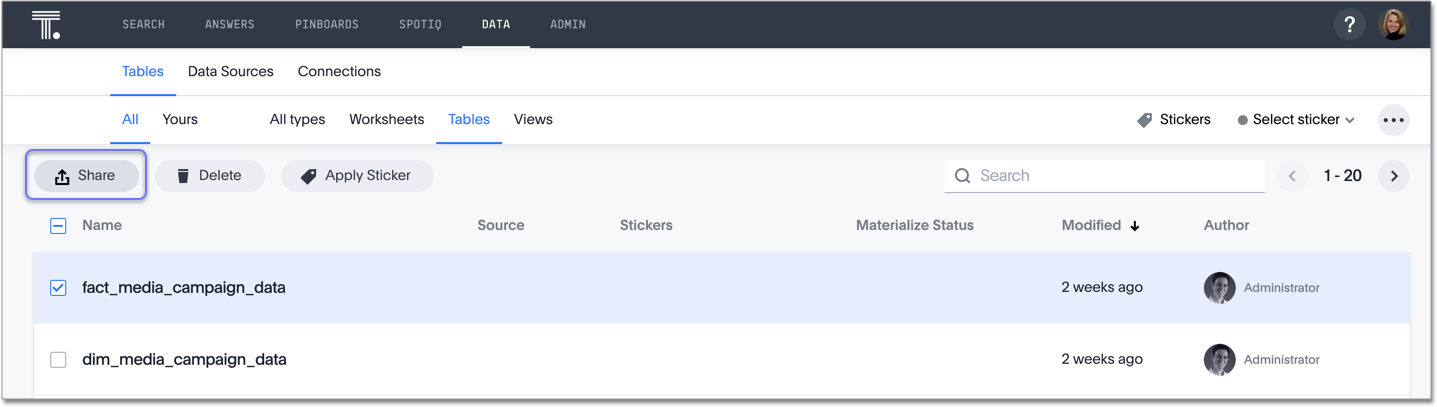 T. SEARCH ANSWERS PINBOARDS SPOTIQ DATA ADMIN ?
Tables Data Sources Connections
All Yours All types Worksheets Tables Views Stickers Select sticker
Share Delete Apply Sticker Search 1 - 20
Name Source Stickers Materialize Status Modified Author
fact_media_campaign_data 2 weeks ago Administrator
dim_media_campaign_data 2 weeks ago Administrator